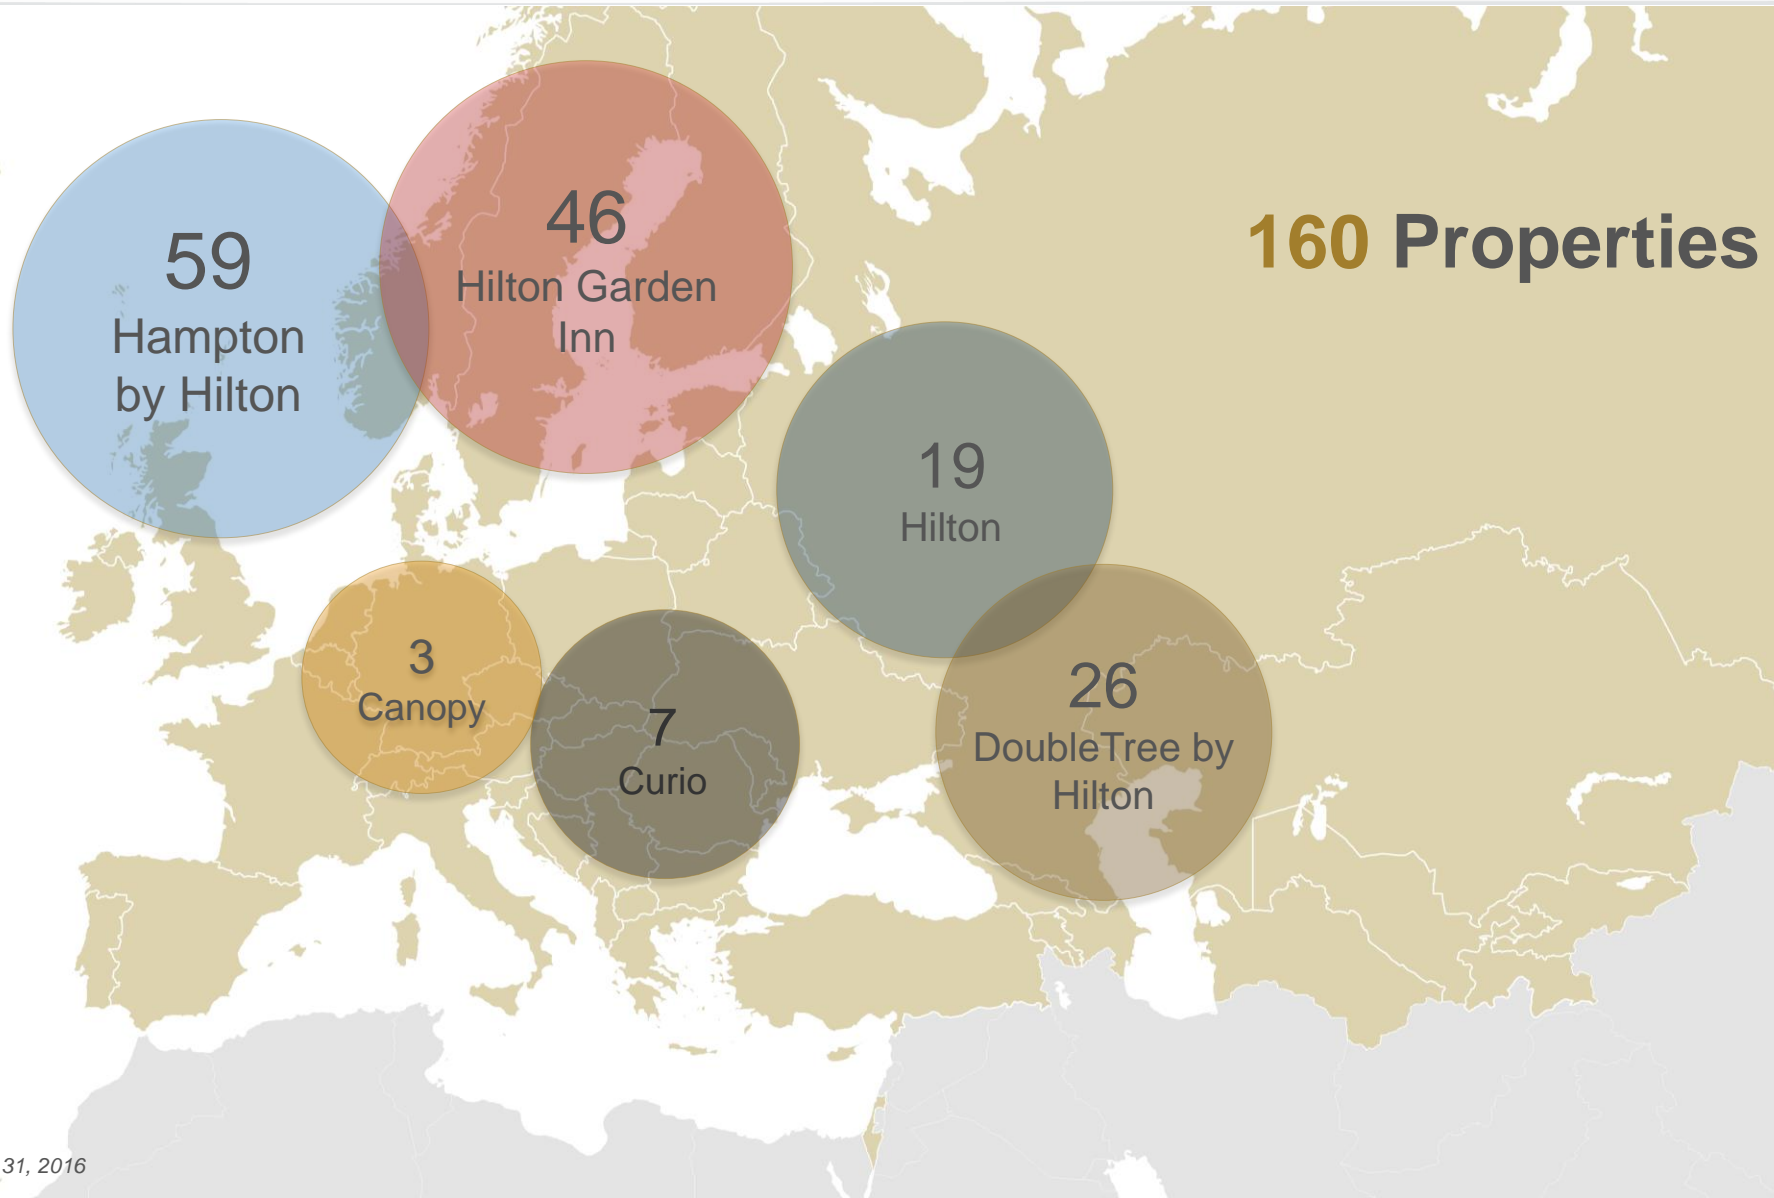 160 Properties
59
Hampton
by Hilton
46
Hilton Garden
Inn
19
Hilton
26
DoubleTree by
Hilton
3
Canopy
7
Curio
31, 2016